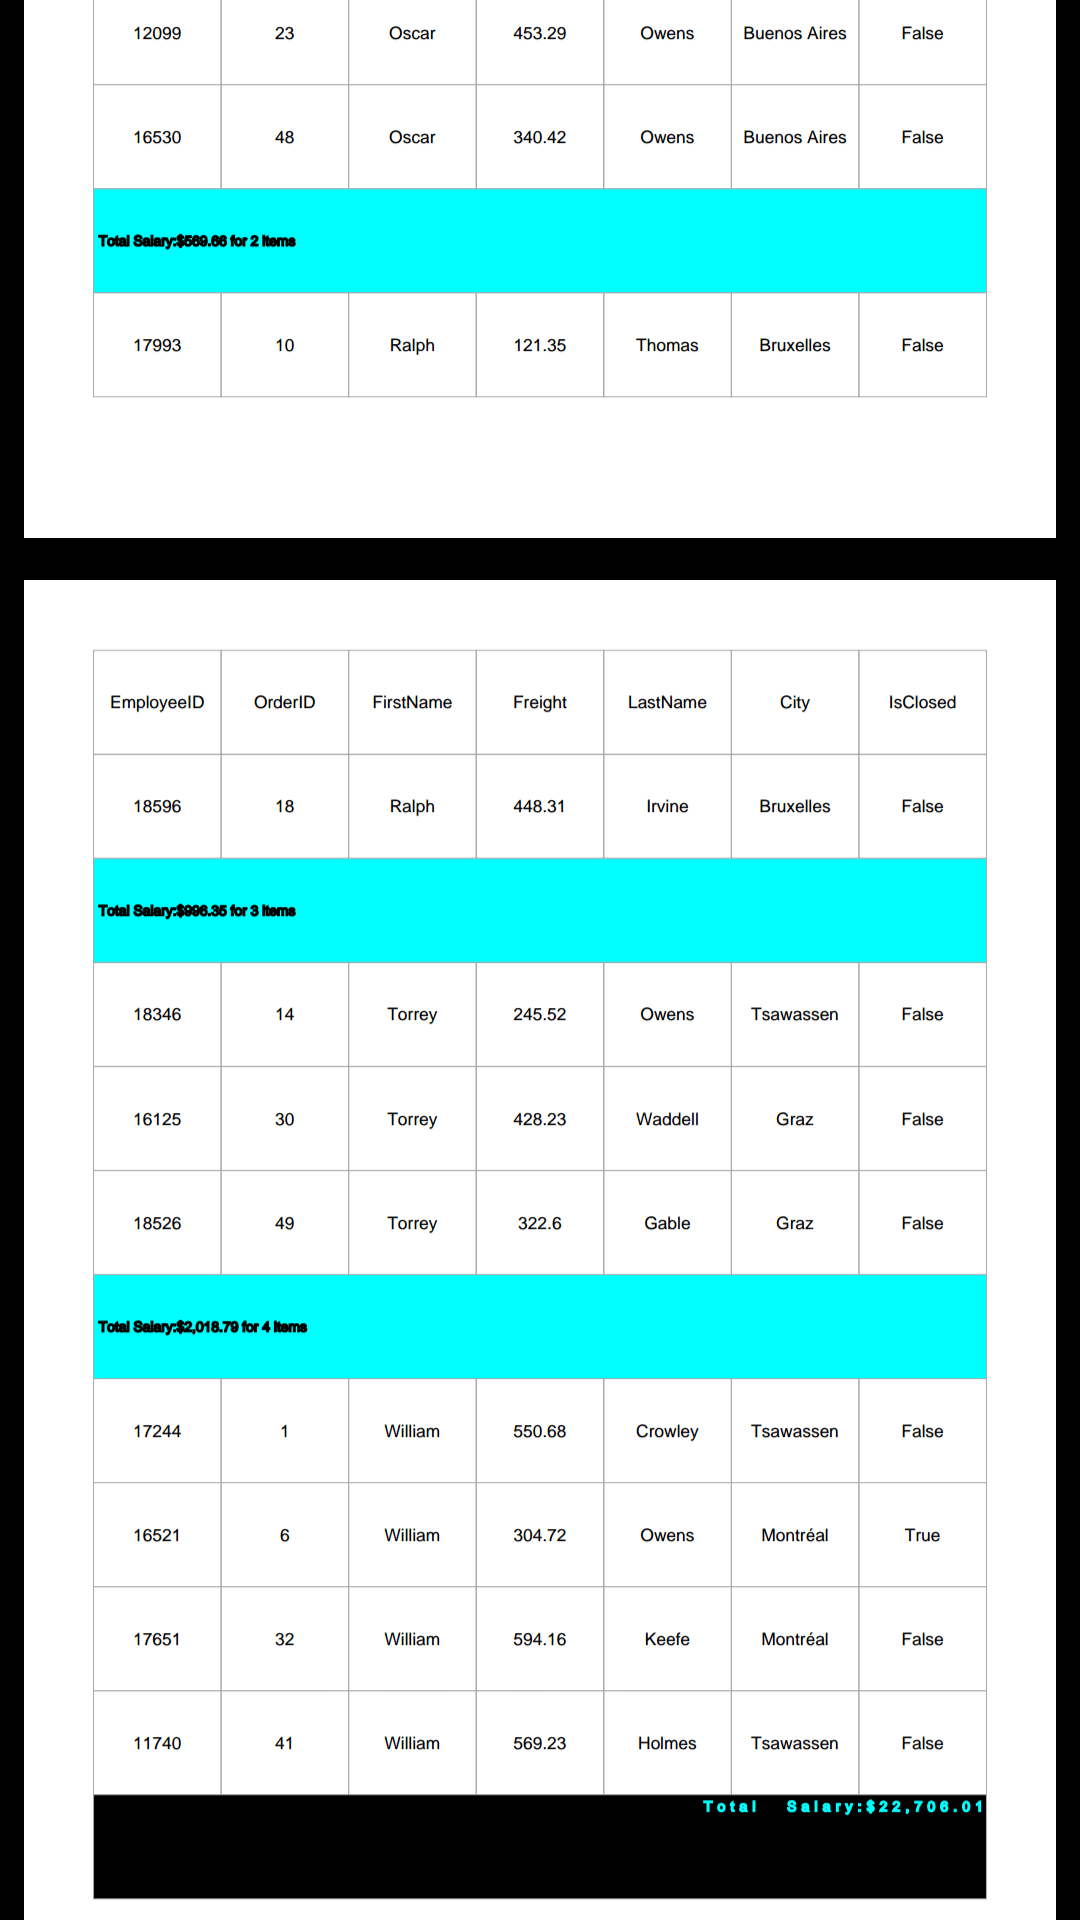 12099 23 Oscar 453.29 Owens Buenos Aires False
16530 48 Oscar 340.42 Owens Buenos Aires False
Total Salary:$569.66 for 2 items
17993 10 Ralph 121.35 Thomas Bruxelles False
EmployeeID OrderID FirstName Freight LastName City IsClosed
18596 18 Ralph 448.31 Irvine Bruxelles False
Total Salary:$996.35 for 3 items
18346 14 Torrey 245.52 Owens Tsawassen False
16125 30 Torrey 428.23 Waddell Graz False
18526 49 Torrey 322.6 Gable Graz False
Total Salary:$2,018.79 for 4 items
17244 1 William 550.68 Crowley Tsawassen False
16521 6 William 304.72 Owens Montréal True
17651 32 William 594.16 Keefe Montréal False
11740 41 William 569.23 Holmes Tsawassen False
Total Salary:$22,706.01